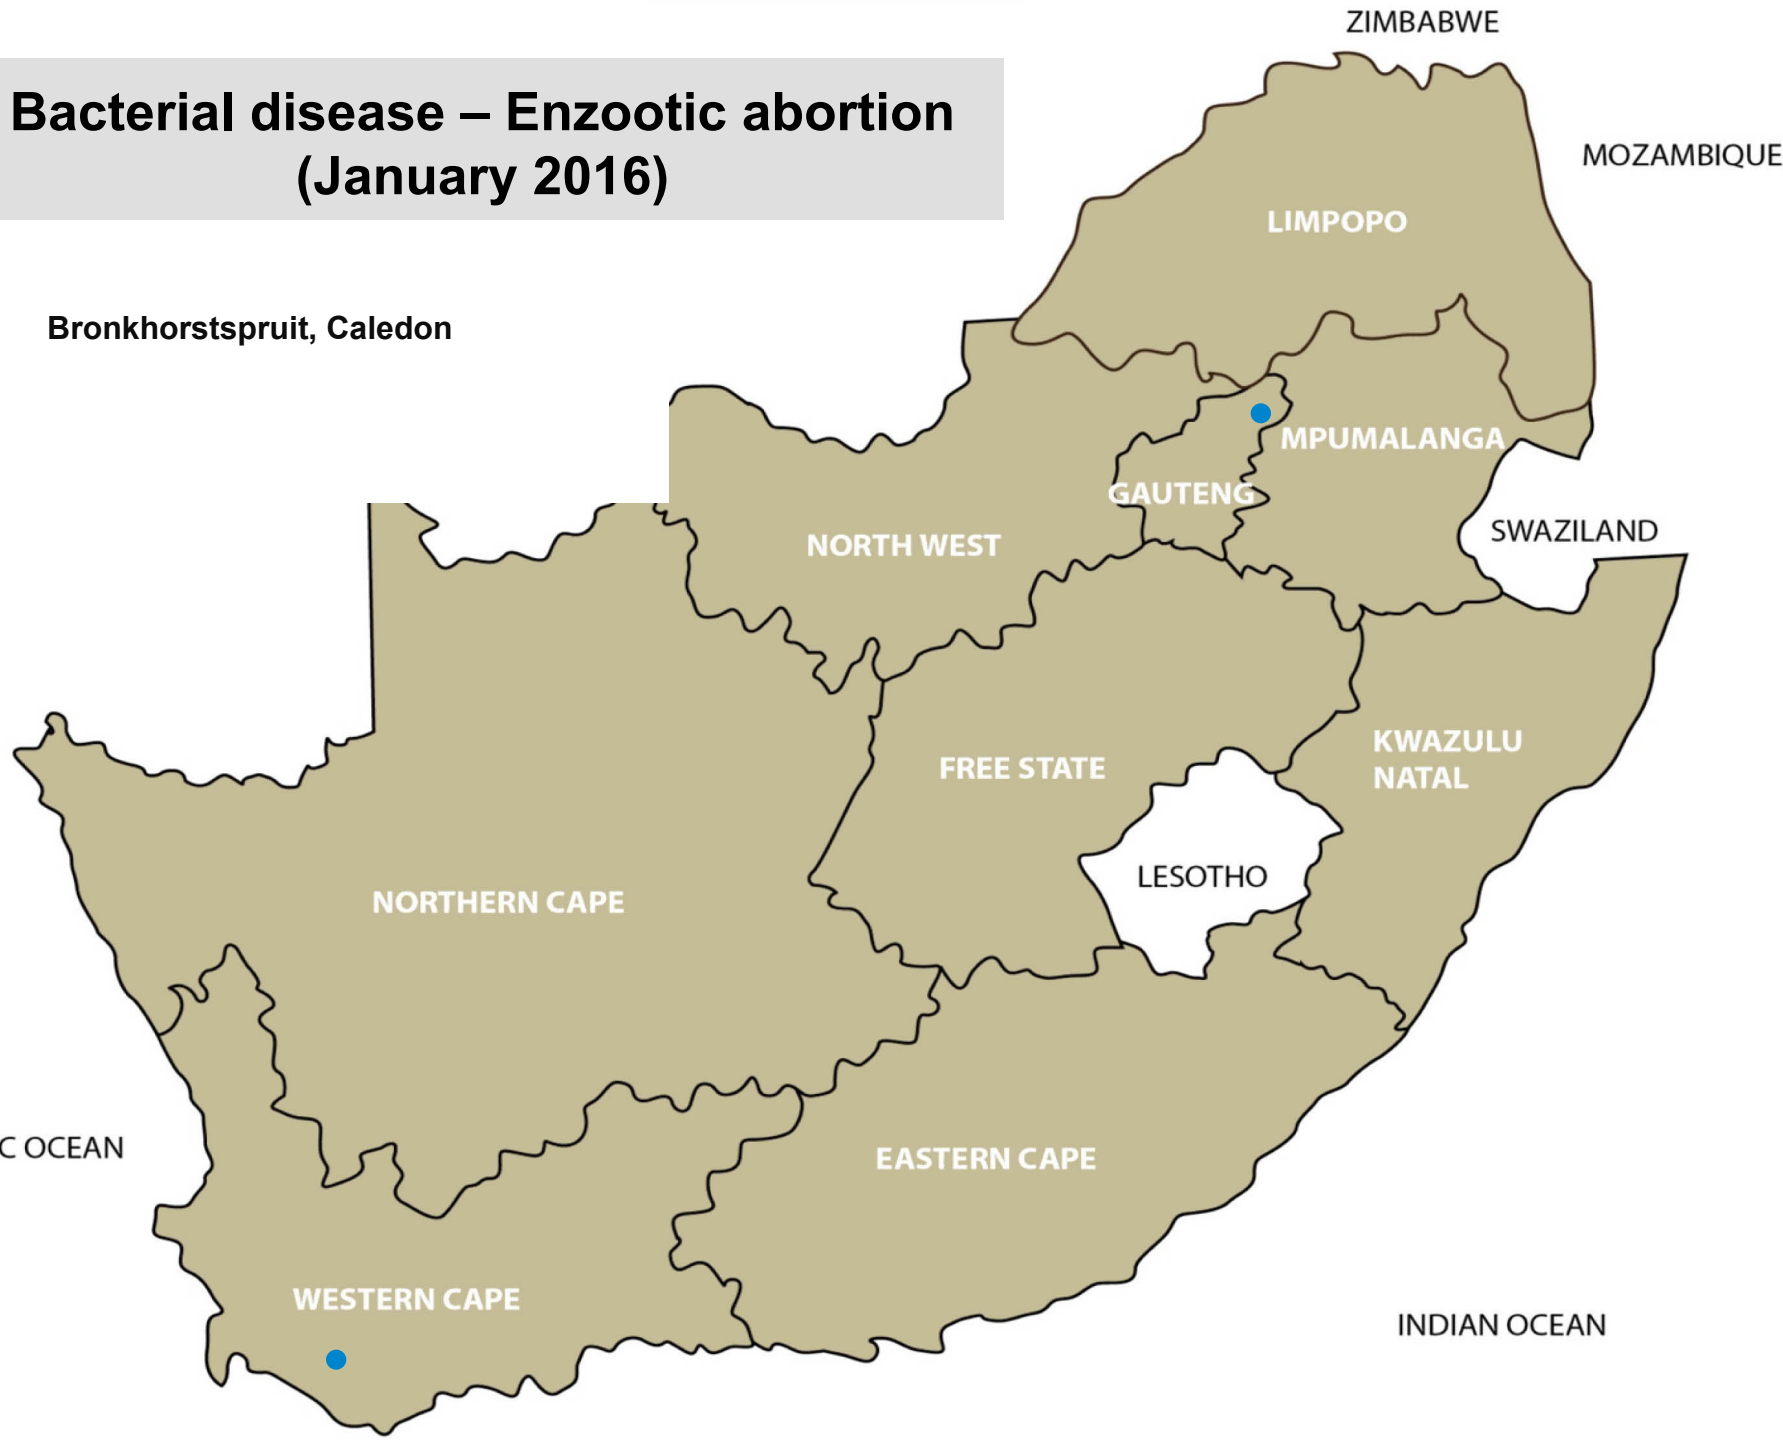 ZIMBABWE
Bacterial disease – Enzootic abortion
(January 2016)
MOZAMBIQUE
LIMPOPO
Bronkhorstspruit, Caledon
MPUMALANGA
GAUTENG
SWAZILAND
NORTH WEST
KWAZULU
NATAL
FREE STATE
LESOTHO
NORTHERN CAPE
C OCEAN
EASTERN CAPE
WESTERN CAPE
INDIAN OCEAN